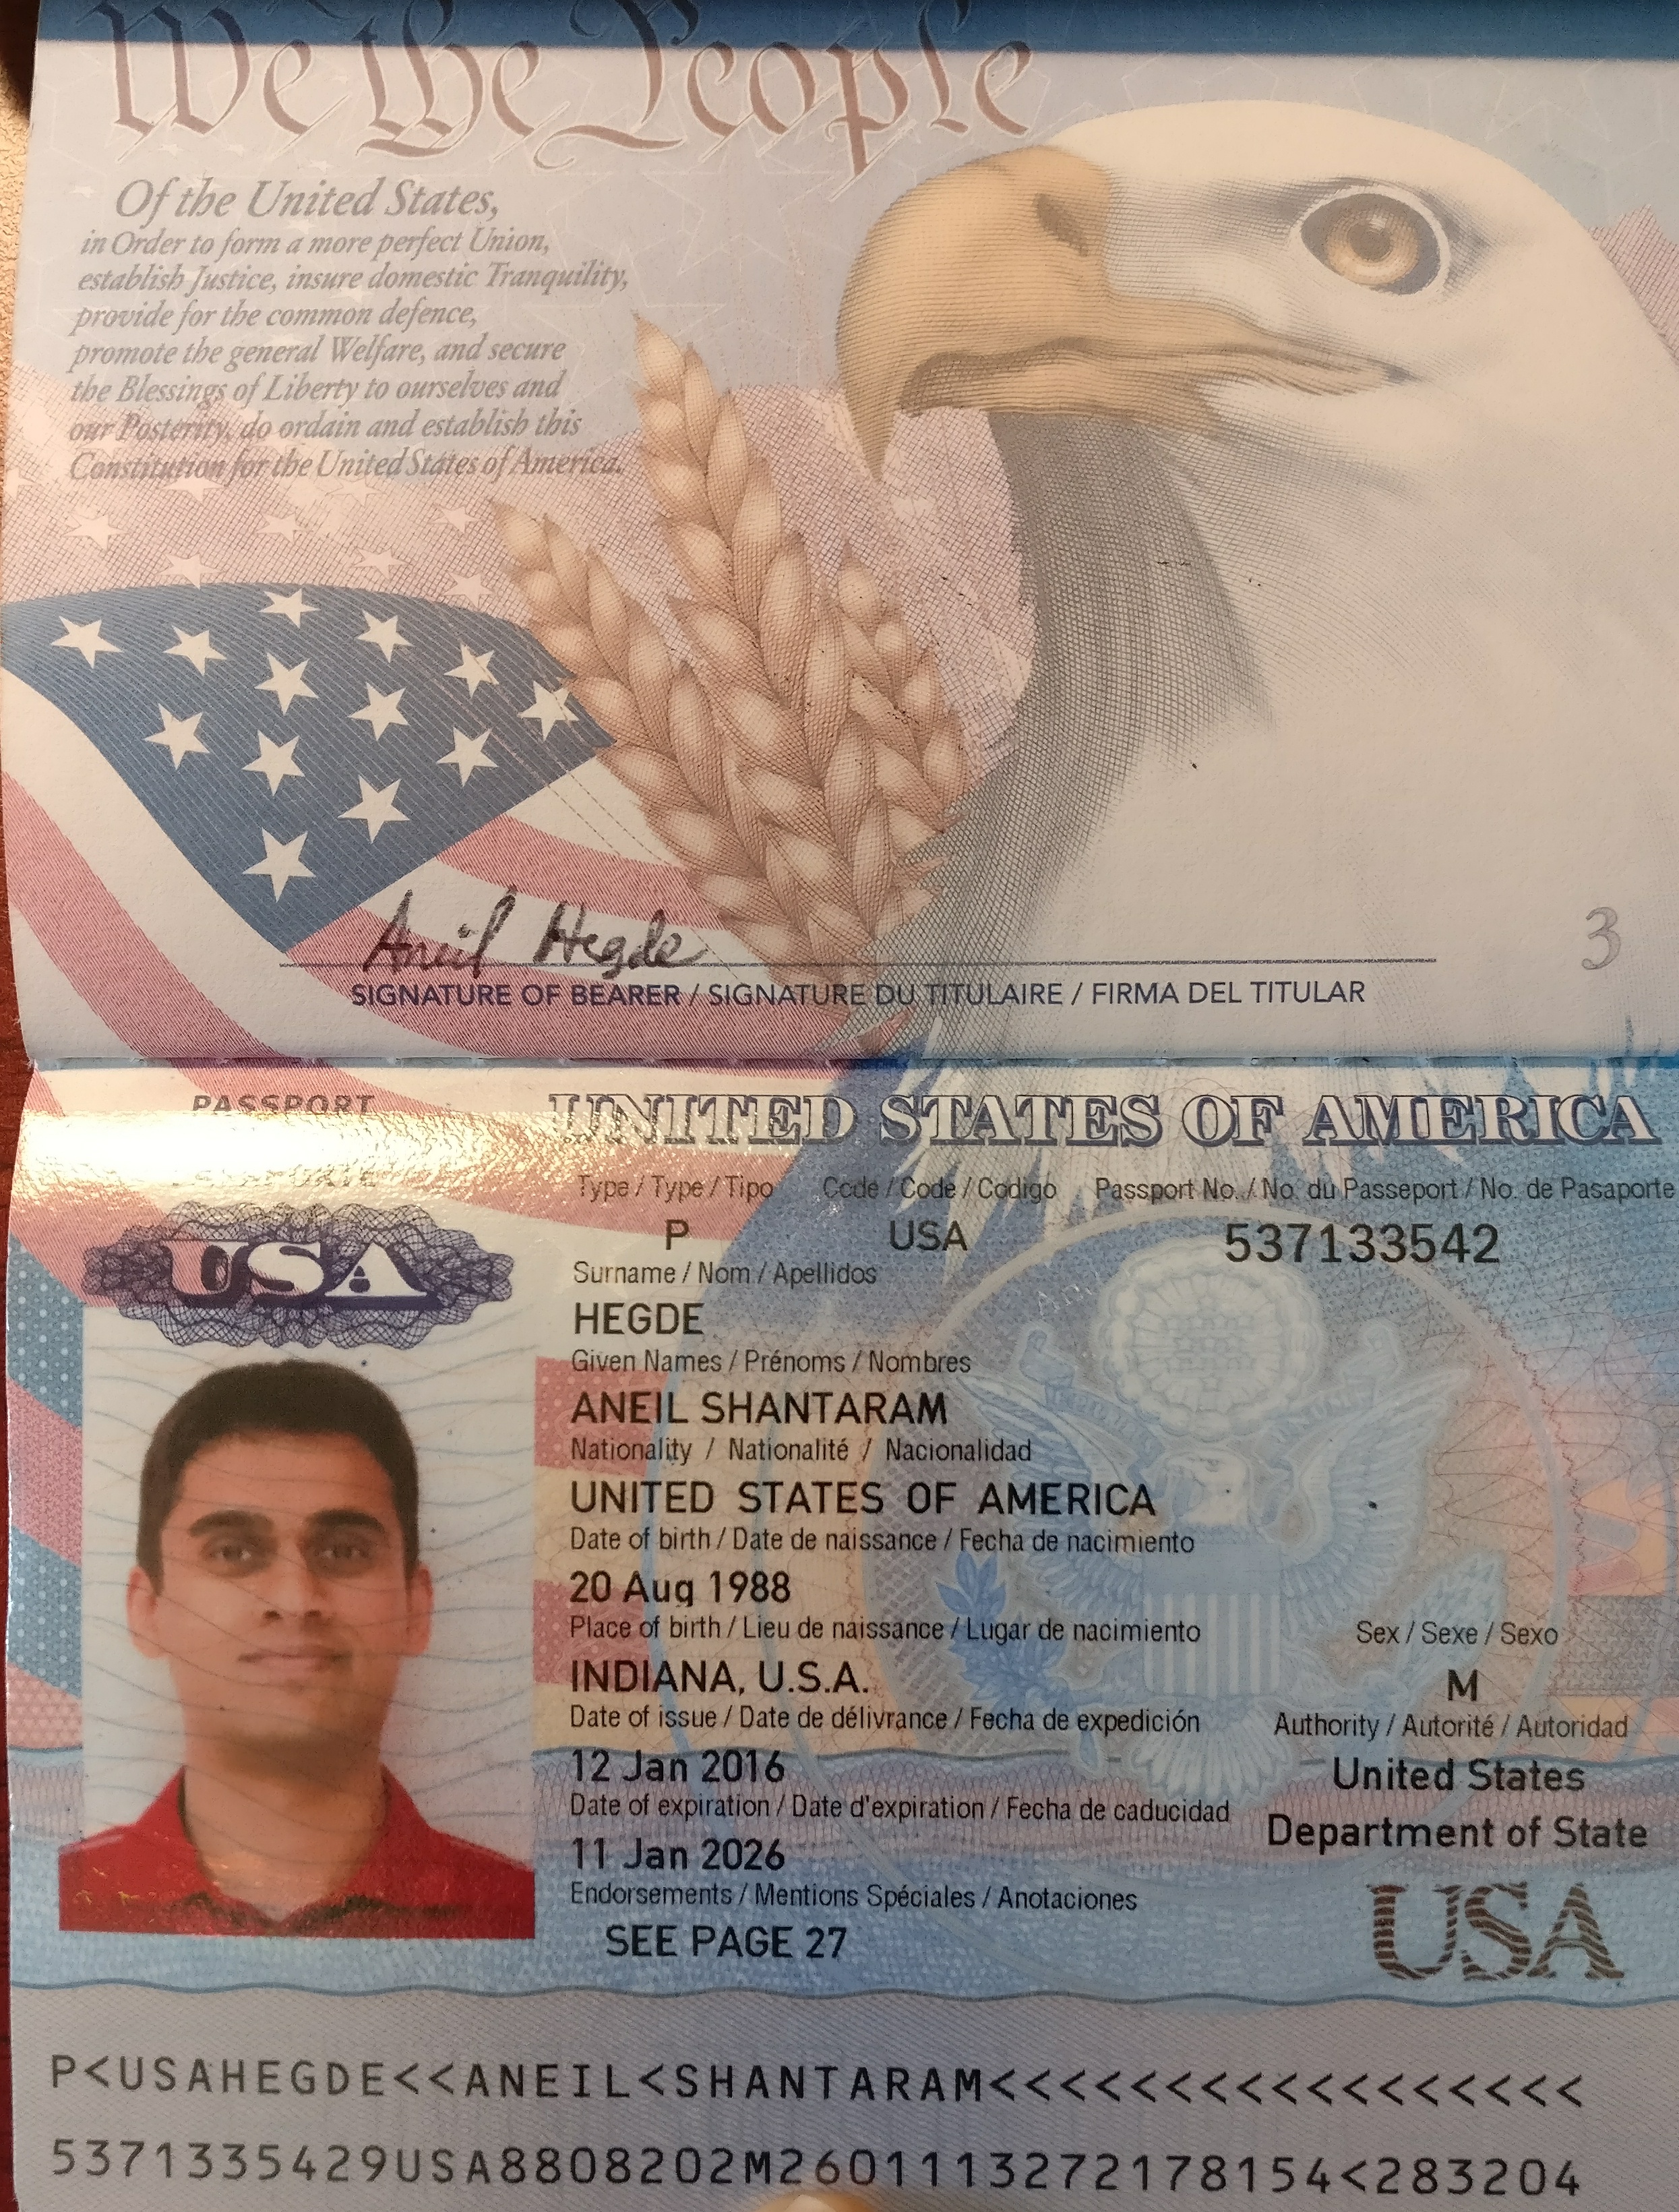 We the People
Of the United States,
in Order to form a more perfect Union,
establish Justice, insure domestic Tranquility,
provide for the common defence,
promote the general Welfare, and secure
the Blessings of Liberty to ourselves and
our Posterity, do ordain and establish this
Constitution for the United States of America.
Aneil Hegde
3
SIGNATURE OF BEARER / SIGNATURE DU TITULAIRE / FIRMA DEL TITULAR
PASSPORT UNITED STATES OF AMERICA
Type / Type / Tipo Code / Code / Codigo Passport No. / No. du Passeport / No. de Pasaporte
P USA 537133542
USA
Surname / Nom / Apellidos
HEGDE
Given Names / Prénoms / Nombres
ANEIL SHANTARAM
Nationality / Nationalité / Nacionalidad
UNITED STATES OF AMERICA
Date of birth / Date de naissance / Fecha de nacimiento
20 Aug 1988
Place of birth / Lieu de naissance / Lugar de nacimiento Sex / Sexe / Sexo
INDIANA, U.S.A. M
Date of issue / Date de délivrance / Fecha de expedición Authority / Autorité / Autoridad
12 Jan 2016 United States
Date of expiration / Date d'expiration / Fecha de caducidad Department of State
11 Jan 2026
Endorsements / Mentions Spéciales / Anotaciones
SEE PAGE 27 USA
P<USAHEGDE<<ANEIL<SHANTARAM<<<<<<<<<<<<<<<<<
5371335429USA8808202M2601113272178154<283204